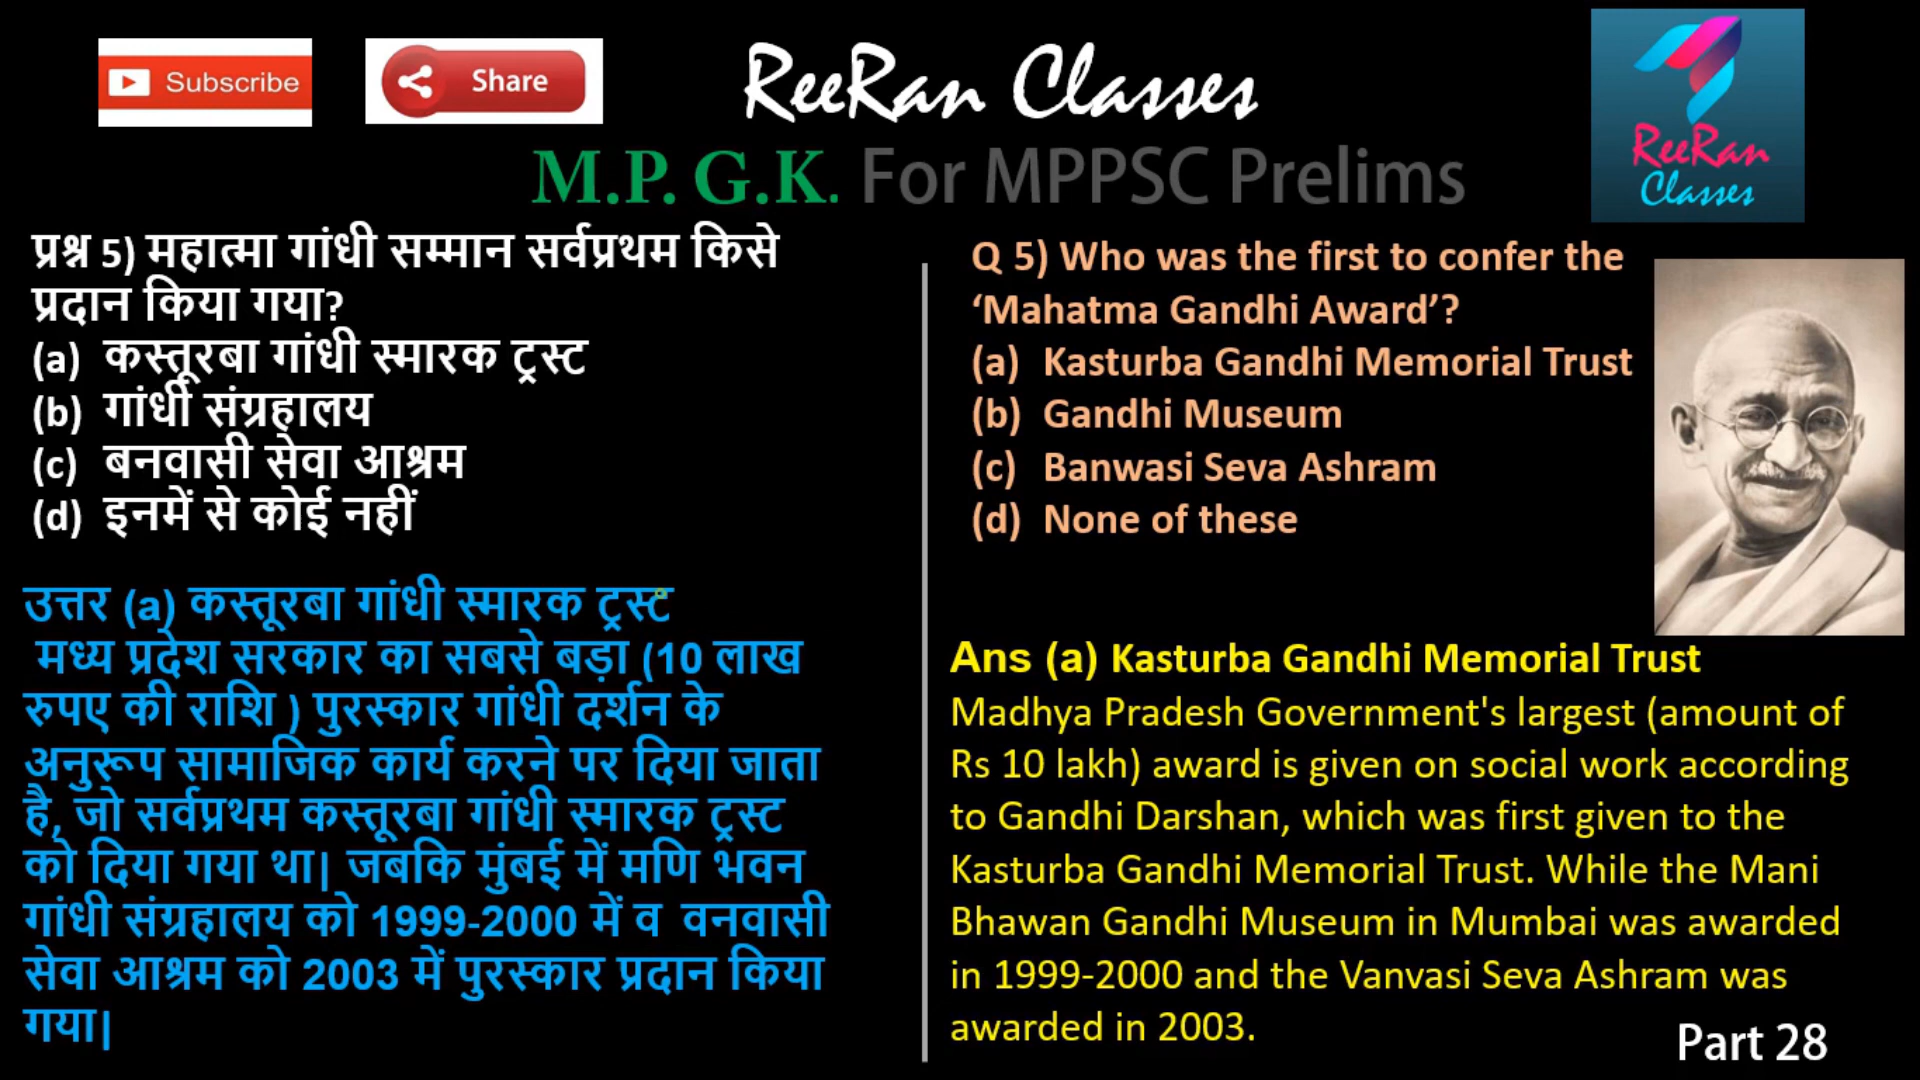 Subscribe
Share
ReeRan Classes
ReeRan
Classes
M.P. G.K. For MPPSC Prelims
प्रश्न 5) महात्मा गांधी सम्मान सर्वप्रथम किसे
प्रदान किया गया?
(a) कस्तूरबा गांधी स्मारक ट्रस्ट
(b) गांधी संग्रहालय
(c) बनवासी सेवा आश्रम
(d) इनमें से कोई नहीं
उत्तर (a) कस्तूरबा गांधी स्मारक ट्रस्ट
मध्य प्रदेश सरकार का सबसे बड़ा (10 लाख
रुपए की राशि ) पुरस्कार गांधी दर्शन के
अनुरूप सामाजिक कार्य करने पर दिया जाता
है, जो सर्वप्रथम कस्तूरबा गांधी स्मारक ट्रस्ट
को दिया गया था| जबकि मुंबई में मणि भवन
गांधी संग्रहालय को 1999-2000 में व वनवासी
सेवा आश्रम को 2003 में पुरस्कार प्रदान किया
गया|
Q 5) Who was the first to confer the
‘Mahatma Gandhi Award’?
(a) Kasturba Gandhi Memorial Trust
(b) Gandhi Museum
(c) Banwasi Seva Ashram
(d) None of these
Ans (a) Kasturba Gandhi Memorial Trust
Madhya Pradesh Government's largest (amount of
Rs 10 lakh) award is given on social work according
to Gandhi Darshan, which was first given to the
Kasturba Gandhi Memorial Trust. While the Mani
Bhawan Gandhi Museum in Mumbai was awarded
in 1999-2000 and the Vanvasi Seva Ashram was
awarded in 2003.
Part 28